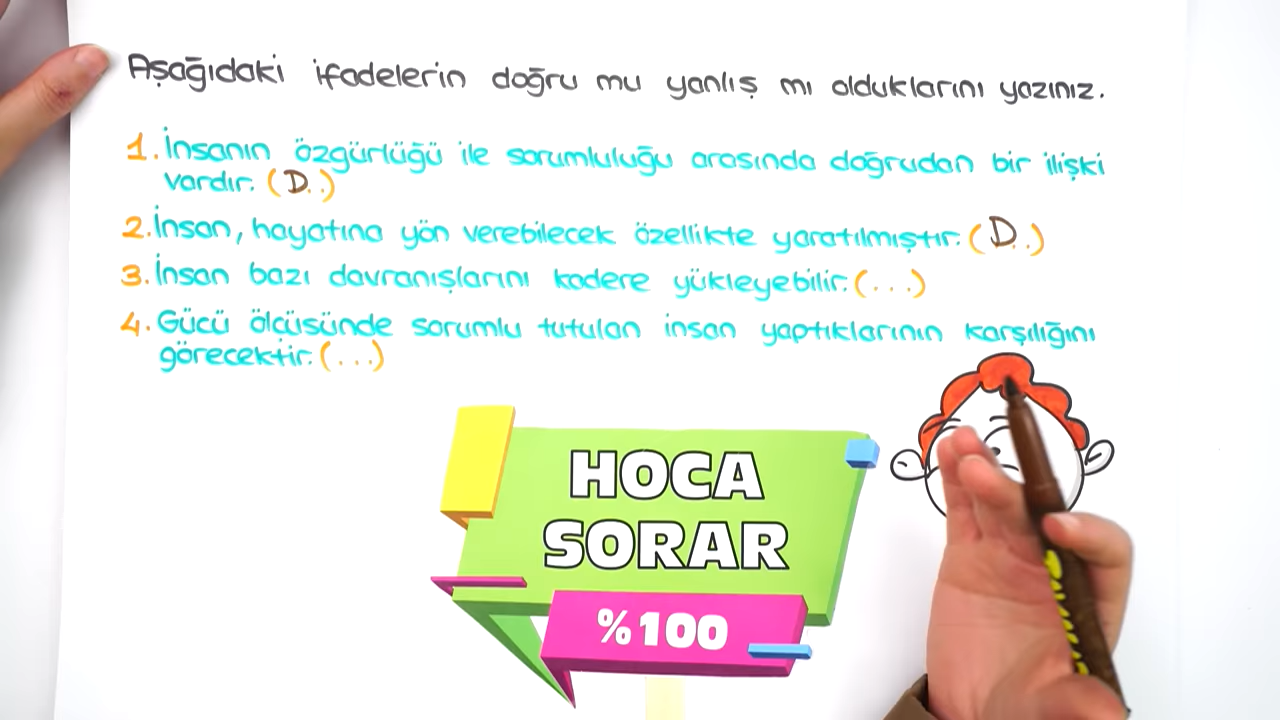 Aşağıdaki ifadelerin doğru mu yanlış mı olduklarını yazınız.
1. İnsanın özgürlüğü ile sorumluluğu arasında doğrudan bir ilişki
vardır. (D..)
2. İnsan, hayatına yön verebilecek özellikte yaratılmıştır. (D..)
3. İnsan bazı davranışlarını kadere yükleyebilir. (...)
4. Gücü ölçüsünde sorumlu tutulan insan yaptıklarının karşılığını
görecektir. (...)
HOCA
SORAR
%100